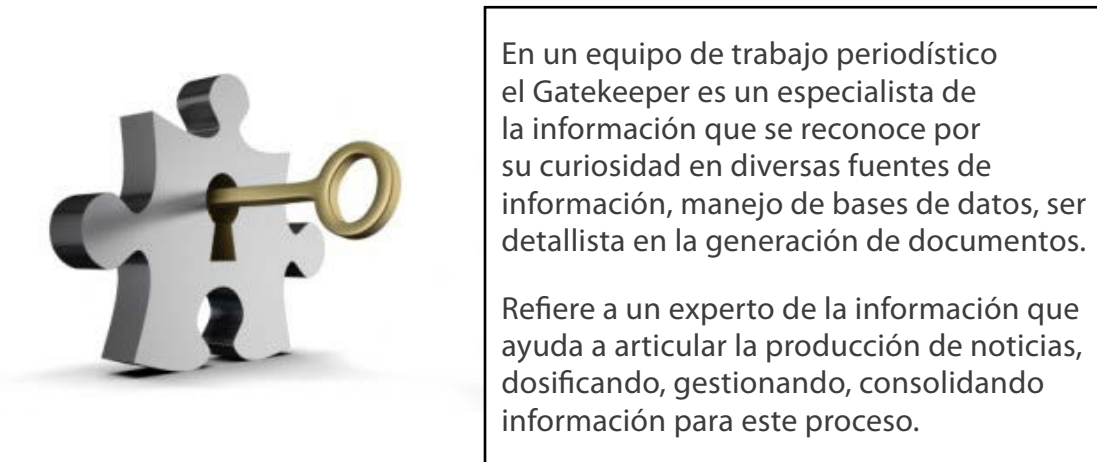 En un equipo de trabajo periodístico
el Gatekeeper es un especialista de
la información que se reconoce por
su curiosidad en diversas fuentes de
información, manejo de bases de datos, ser
detallista en la generación de documentos.
Refiere a un experto de la información que
ayuda a articular la producción de noticias,
dosificando, gestionando, consolidando
información para este proceso.